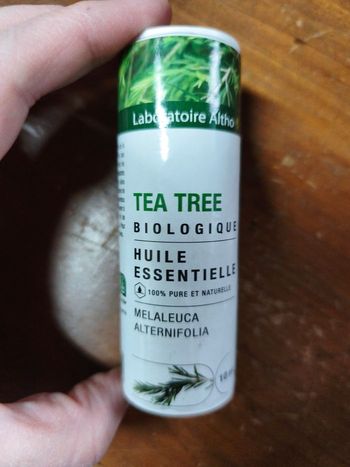 Laboratoire Altho
TEA TREE
BIOLOGIQUE
HUILE
ESSENTIELLE
100% PURE ET NATURELLE
MELALEUCA
ALTERNIFOLIA